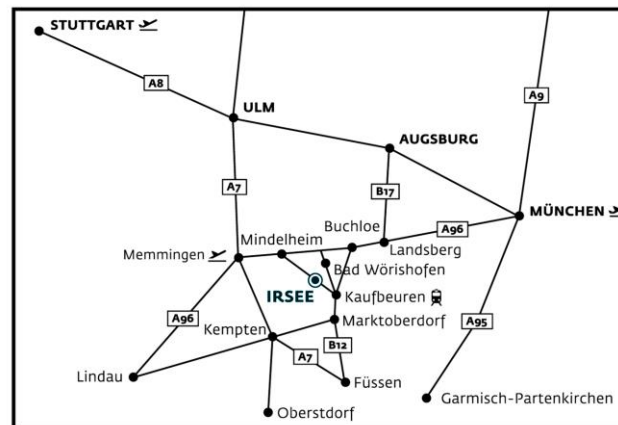 STUTTGART
A8
A9
ULM
AUGSBURG
A7
B17
MÜNCHEN
Buchloe
A96
Mindelheim
Landsberg
Memmingen
Bad Wörishofen
IRSEE
Kaufbeuren
A96
Marktoberdorf
A95
Kempten
B12
A7
Lindau
Füssen
Garmisch-Partenkirchen
Oberstdorf